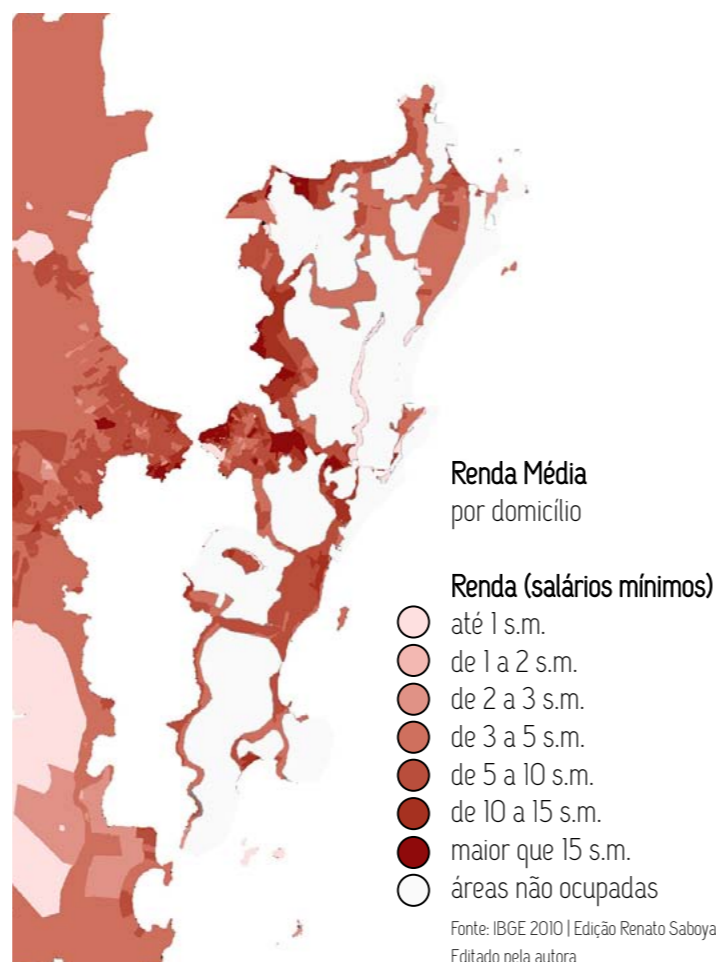 Renda Média
por domicílio
Renda (salários mínimos)
até 1 s.m.
de 1 a 2 s.m.
de 2 a 3 s.m.
de 3 a 5 s.m.
de 5 a 10 s.m.
de 10 a 15 s.m.
maior que 15 s.m.
áreas não ocupadas
Fonte: IBGE 2010 | Edição Renato Saboya
Editado pela autora